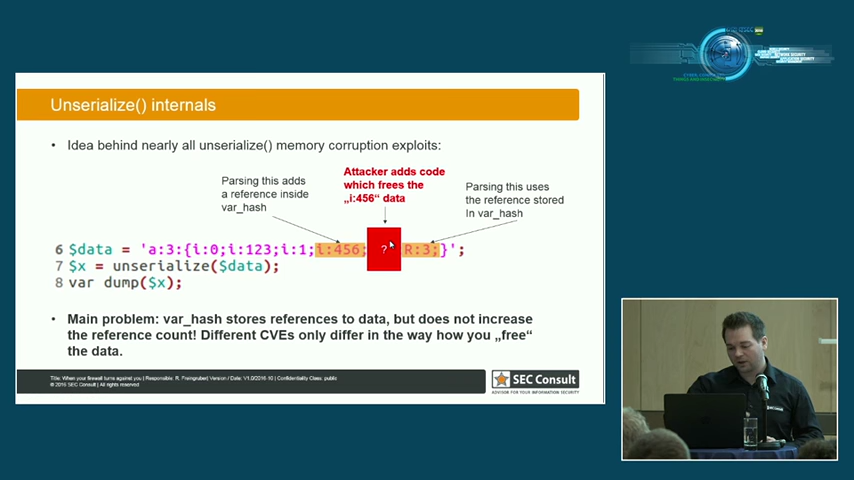 Unserialize() internals
• Idea behind nearly all unserialize() memory corruption exploits:
Parsing this adds
a reference inside
var_hash
Attacker adds code
which frees the
„i:456“ data
Parsing this uses
the reference stored
In var_hash
6 $data = 'a:3:{i:0;i:123;i:1;i:456; ? R:3;}';
7 $x = unserialize($data);
8 var_dump($x);
• Main problem: var_hash stores references to data, but does not increase
the reference count! Different CVEs only differ in the way how you „free“
the data.
Title: When your firewall turns against you | Responsible: R. Freingruber | Version / Date: V1.0/2016-10 | Confidentiality Class: public
© 2016 SEC Consult | All rights reserved
SEC Consult
ADVISOR FOR YOUR INFORMATION SECURITY